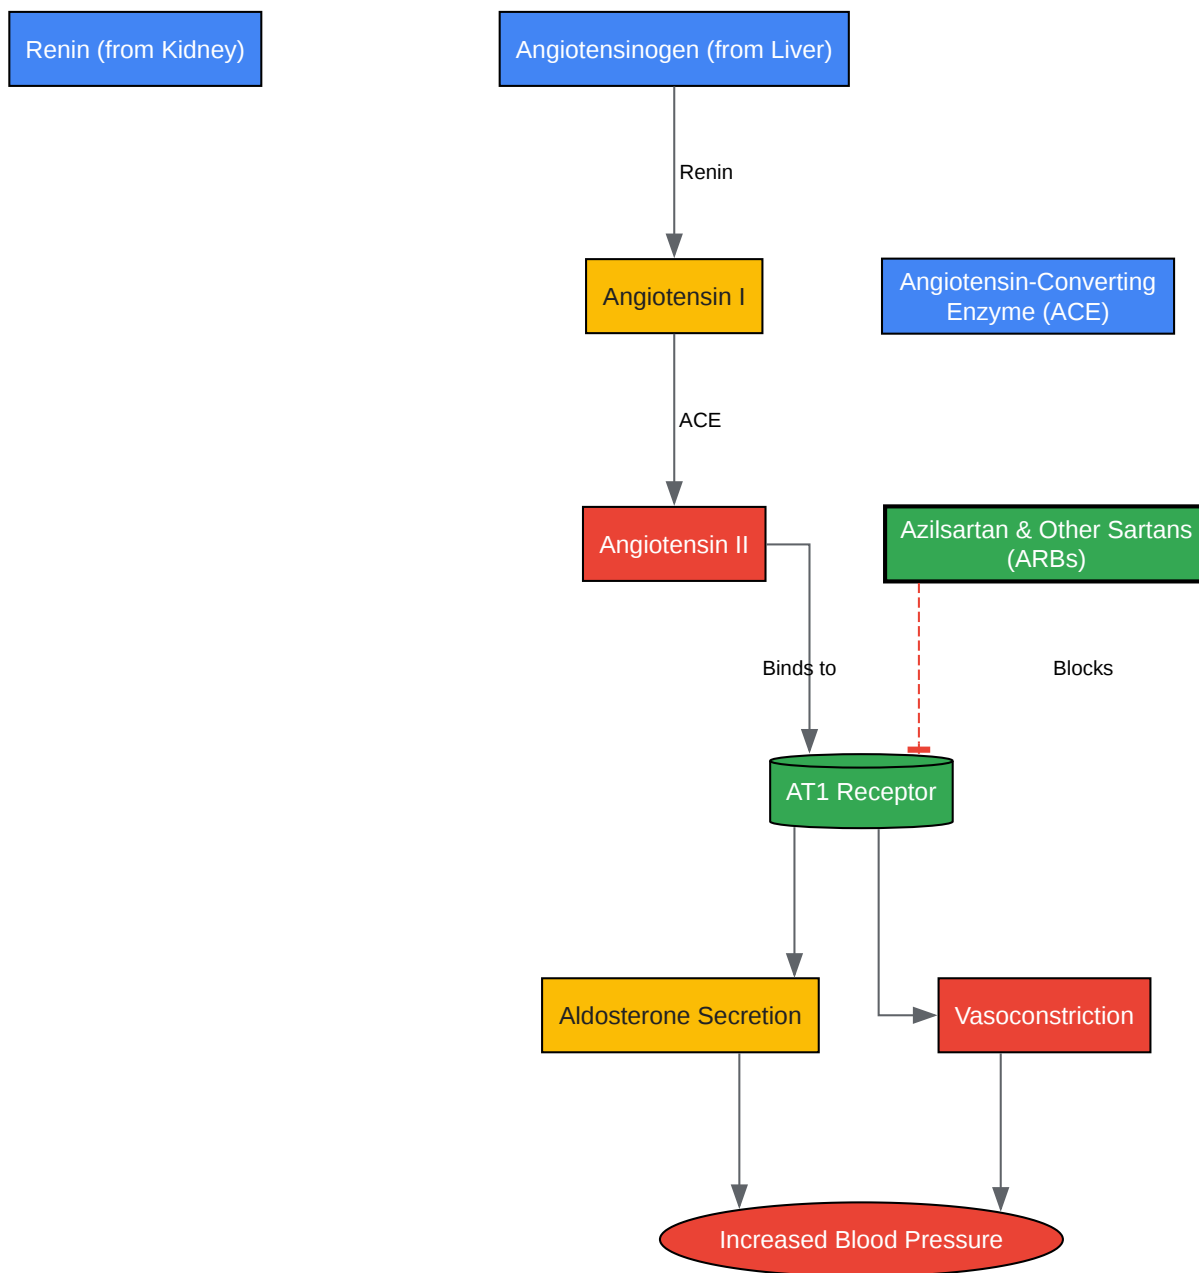 Renin (from Kidney)
Angiotensinogen (from Liver)
Renin
Angiotensin I
Angiotensin-Converting
Enzyme (ACE)
ACE
Angiotensin II
Azilsartan & Other Sartans
(ARBs)
Binds to
Blocks
AT1 Receptor
Aldosterone Secretion
Vasoconstriction
Increased Blood Pressure